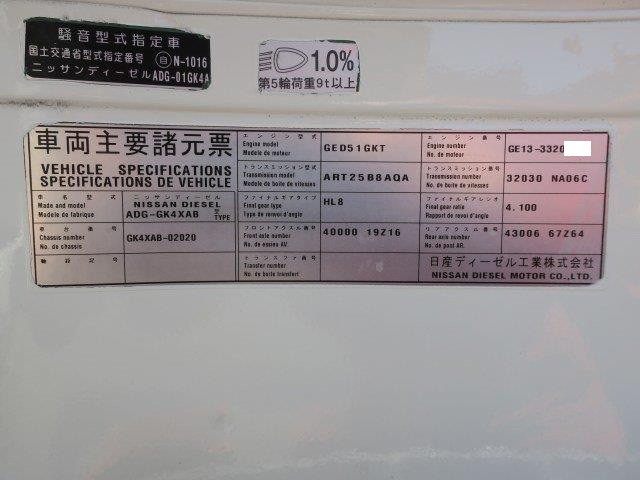 騒音型式指定車
国土交通省型式指定番号 自 N-1016
ニッサンディーゼル ADG-01GK4A
1.0%
第5輪荷重9t以上
車両主要諸元票
VEHICLE SPECIFICATIONS
SPECIFICATIONS DE VEHICLE
車名型式 Made and model Modele de fabrique
ニッサンディーゼル
NISSAN DIESEL
ADG-GK4XAB 型 TYPE
車台番号 Chassis number No. de chassis
GK4XAB-02020
軸設記号
エンジン型式 Engine model Modele de moteur
GED51GKT
トランスミッション型式 Transmission model Modele de boite de vitesses
ART25B8AQA
ファイナルギアタイプ Final gear type Type de renvoi d'angle
HL8
フロントアクスル番号 Front axle number No. de essieu AV.
40000 19Z16
トランスファ番号 Transfer number No. de boite transfert
エンジン番号 Engine number No. de moteur
GE13-3320
トランスミッション番号 Transmission number No. de boite de vitesses
32030 NA06C
ファイナルギアレシオ Final gear ratio Rapport de renvoi d'angle
4.100
リアアクスル番号 Rear axle number No. de pont AR.
43006 67Z64
日産ディーゼル工業株式会社
NISSAN DIESEL MOTOR CO.,LTD.